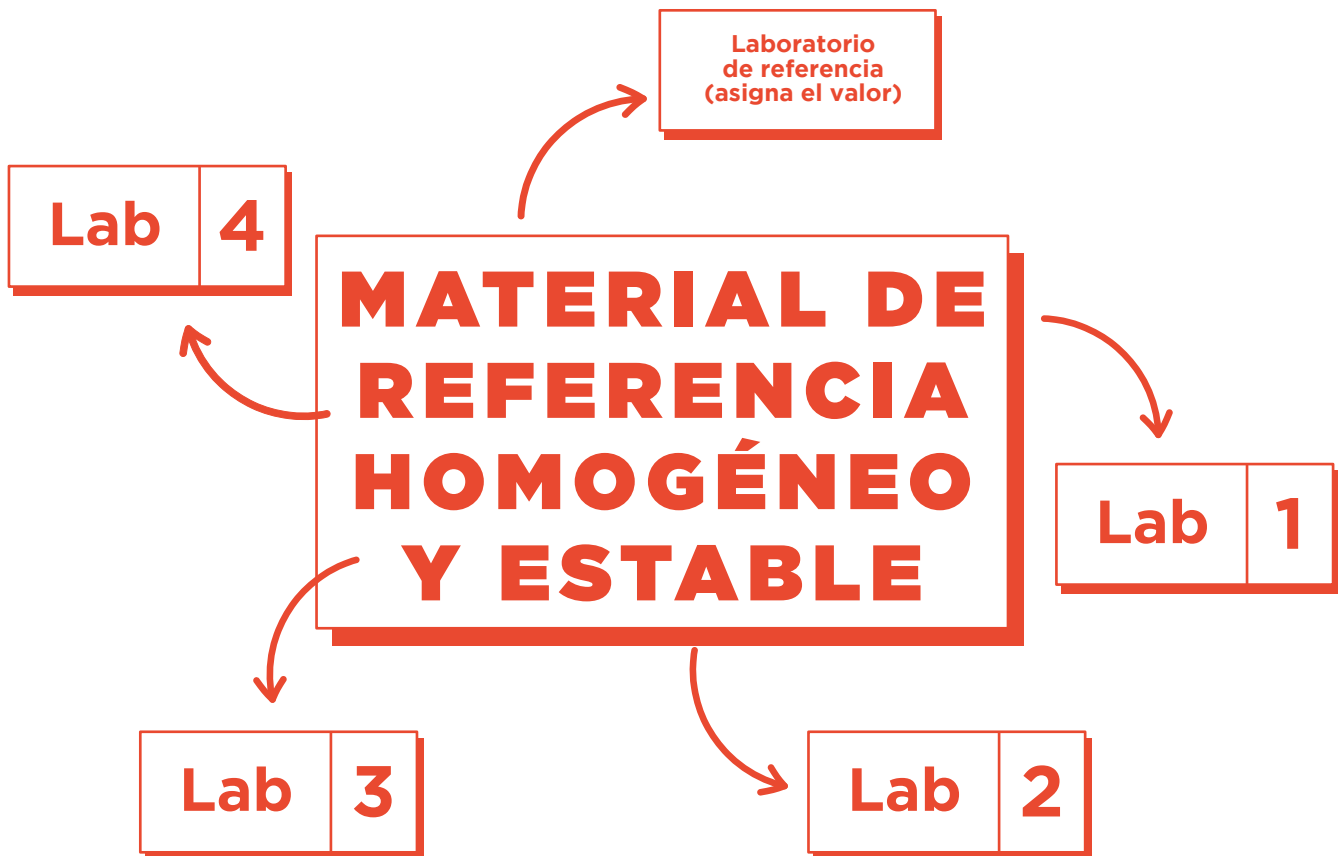 Laboratorio
de referencia
(asigna el valor)
Lab 4
MATERIAL DE
REFERENCIA
HOMOGÉNEO
Y ESTABLE
Lab 1
Lab 3
Lab 2